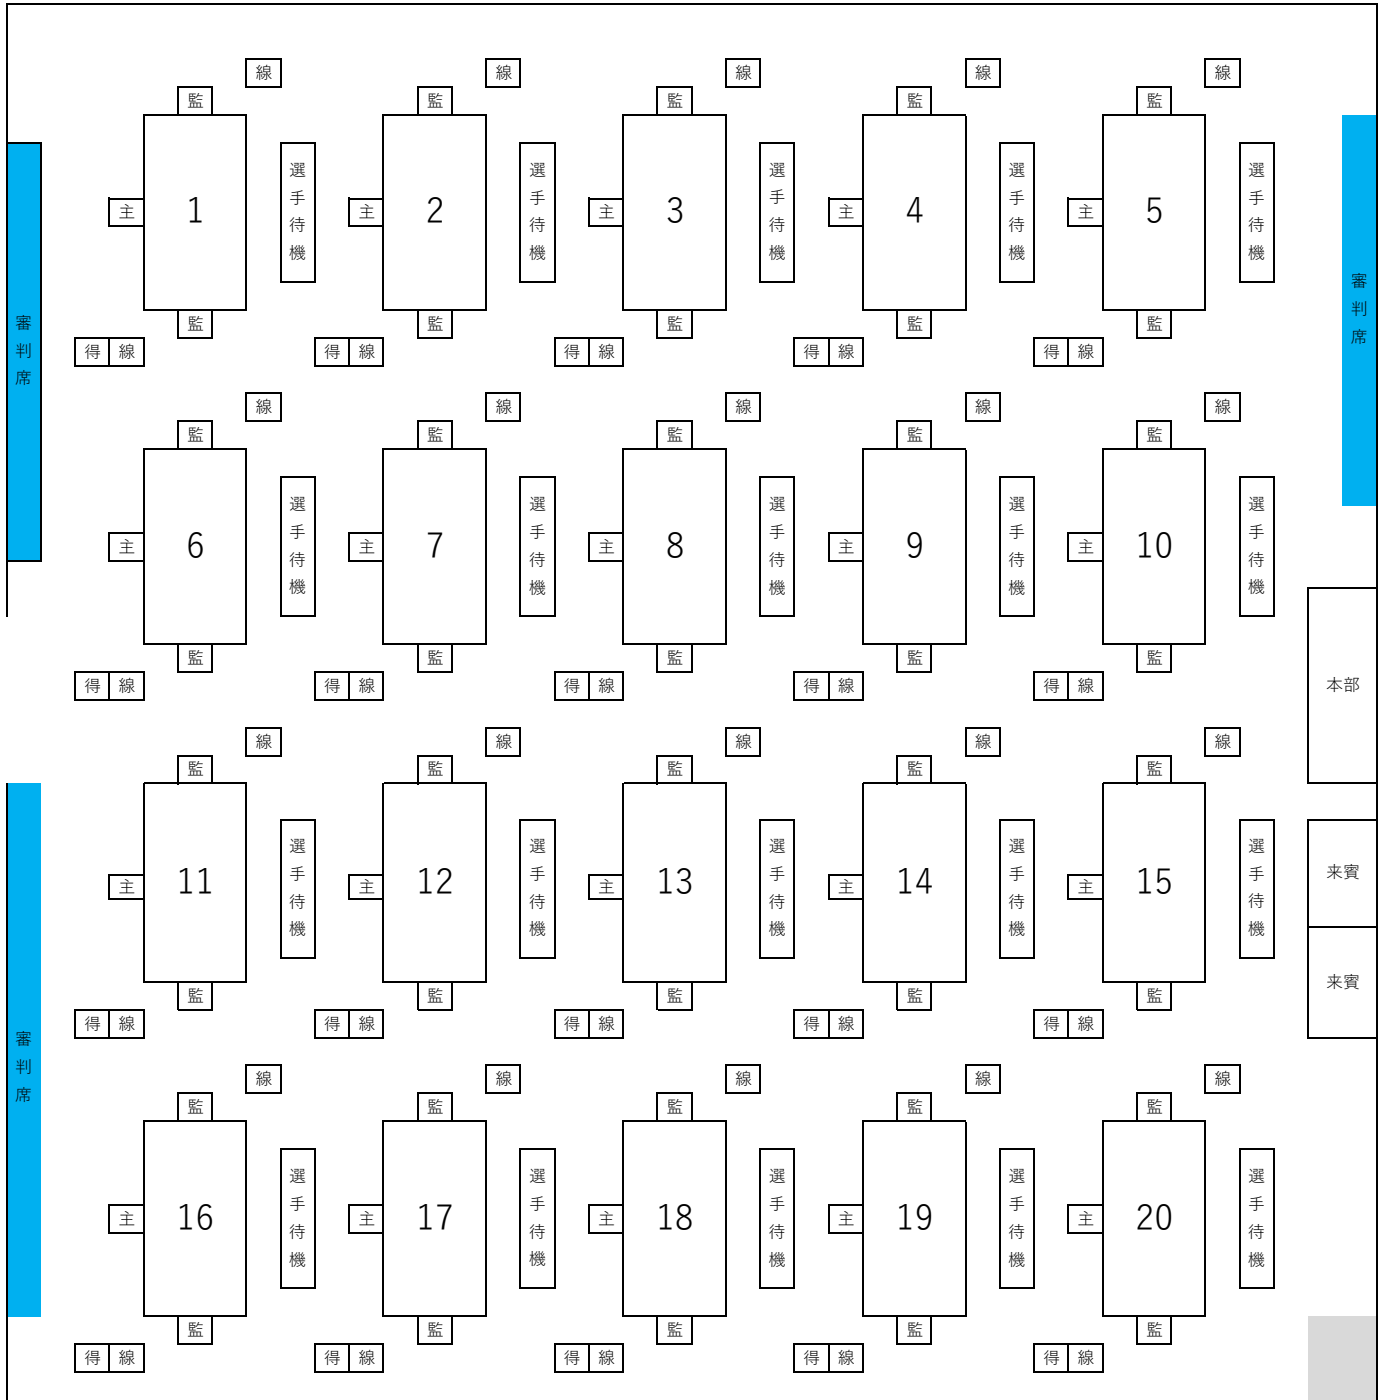 線 線 線 線 線
監 監 監 監 監
選手待機 選手待機 選手待機 選手待機 選手待機
主 1 主 2 主 3 主 4 主 5
審判席
審判席
監 監 監 監 監
得 線 得 線 得 線 得 線 得 線
線 線 線 線 線
監 監 監 監 監
選手待機 選手待機 選手待機 選手待機 選手待機
主 6 主 7 主 8 主 9 主 10
監 監 監 監 監
得 線 得 線 得 線 得 線 得 線
本部
線 線 線 線 線
監 監 監 監 監
選手待機 選手待機 選手待機 選手待機 選手待機
主 11 主 12 主 13 主 14 主 15
来賓
来賓
監 監 監 監 監
得 線 得 線 得 線 得 線 得 線
審判席
線 線 線 線 線
監 監 監 監 監
選手待機 選手待機 選手待機 選手待機 選手待機
主 16 主 17 主 18 主 19 主 20
監 監 監 監 監
得 線 得 線 得 線 得 線 得 線